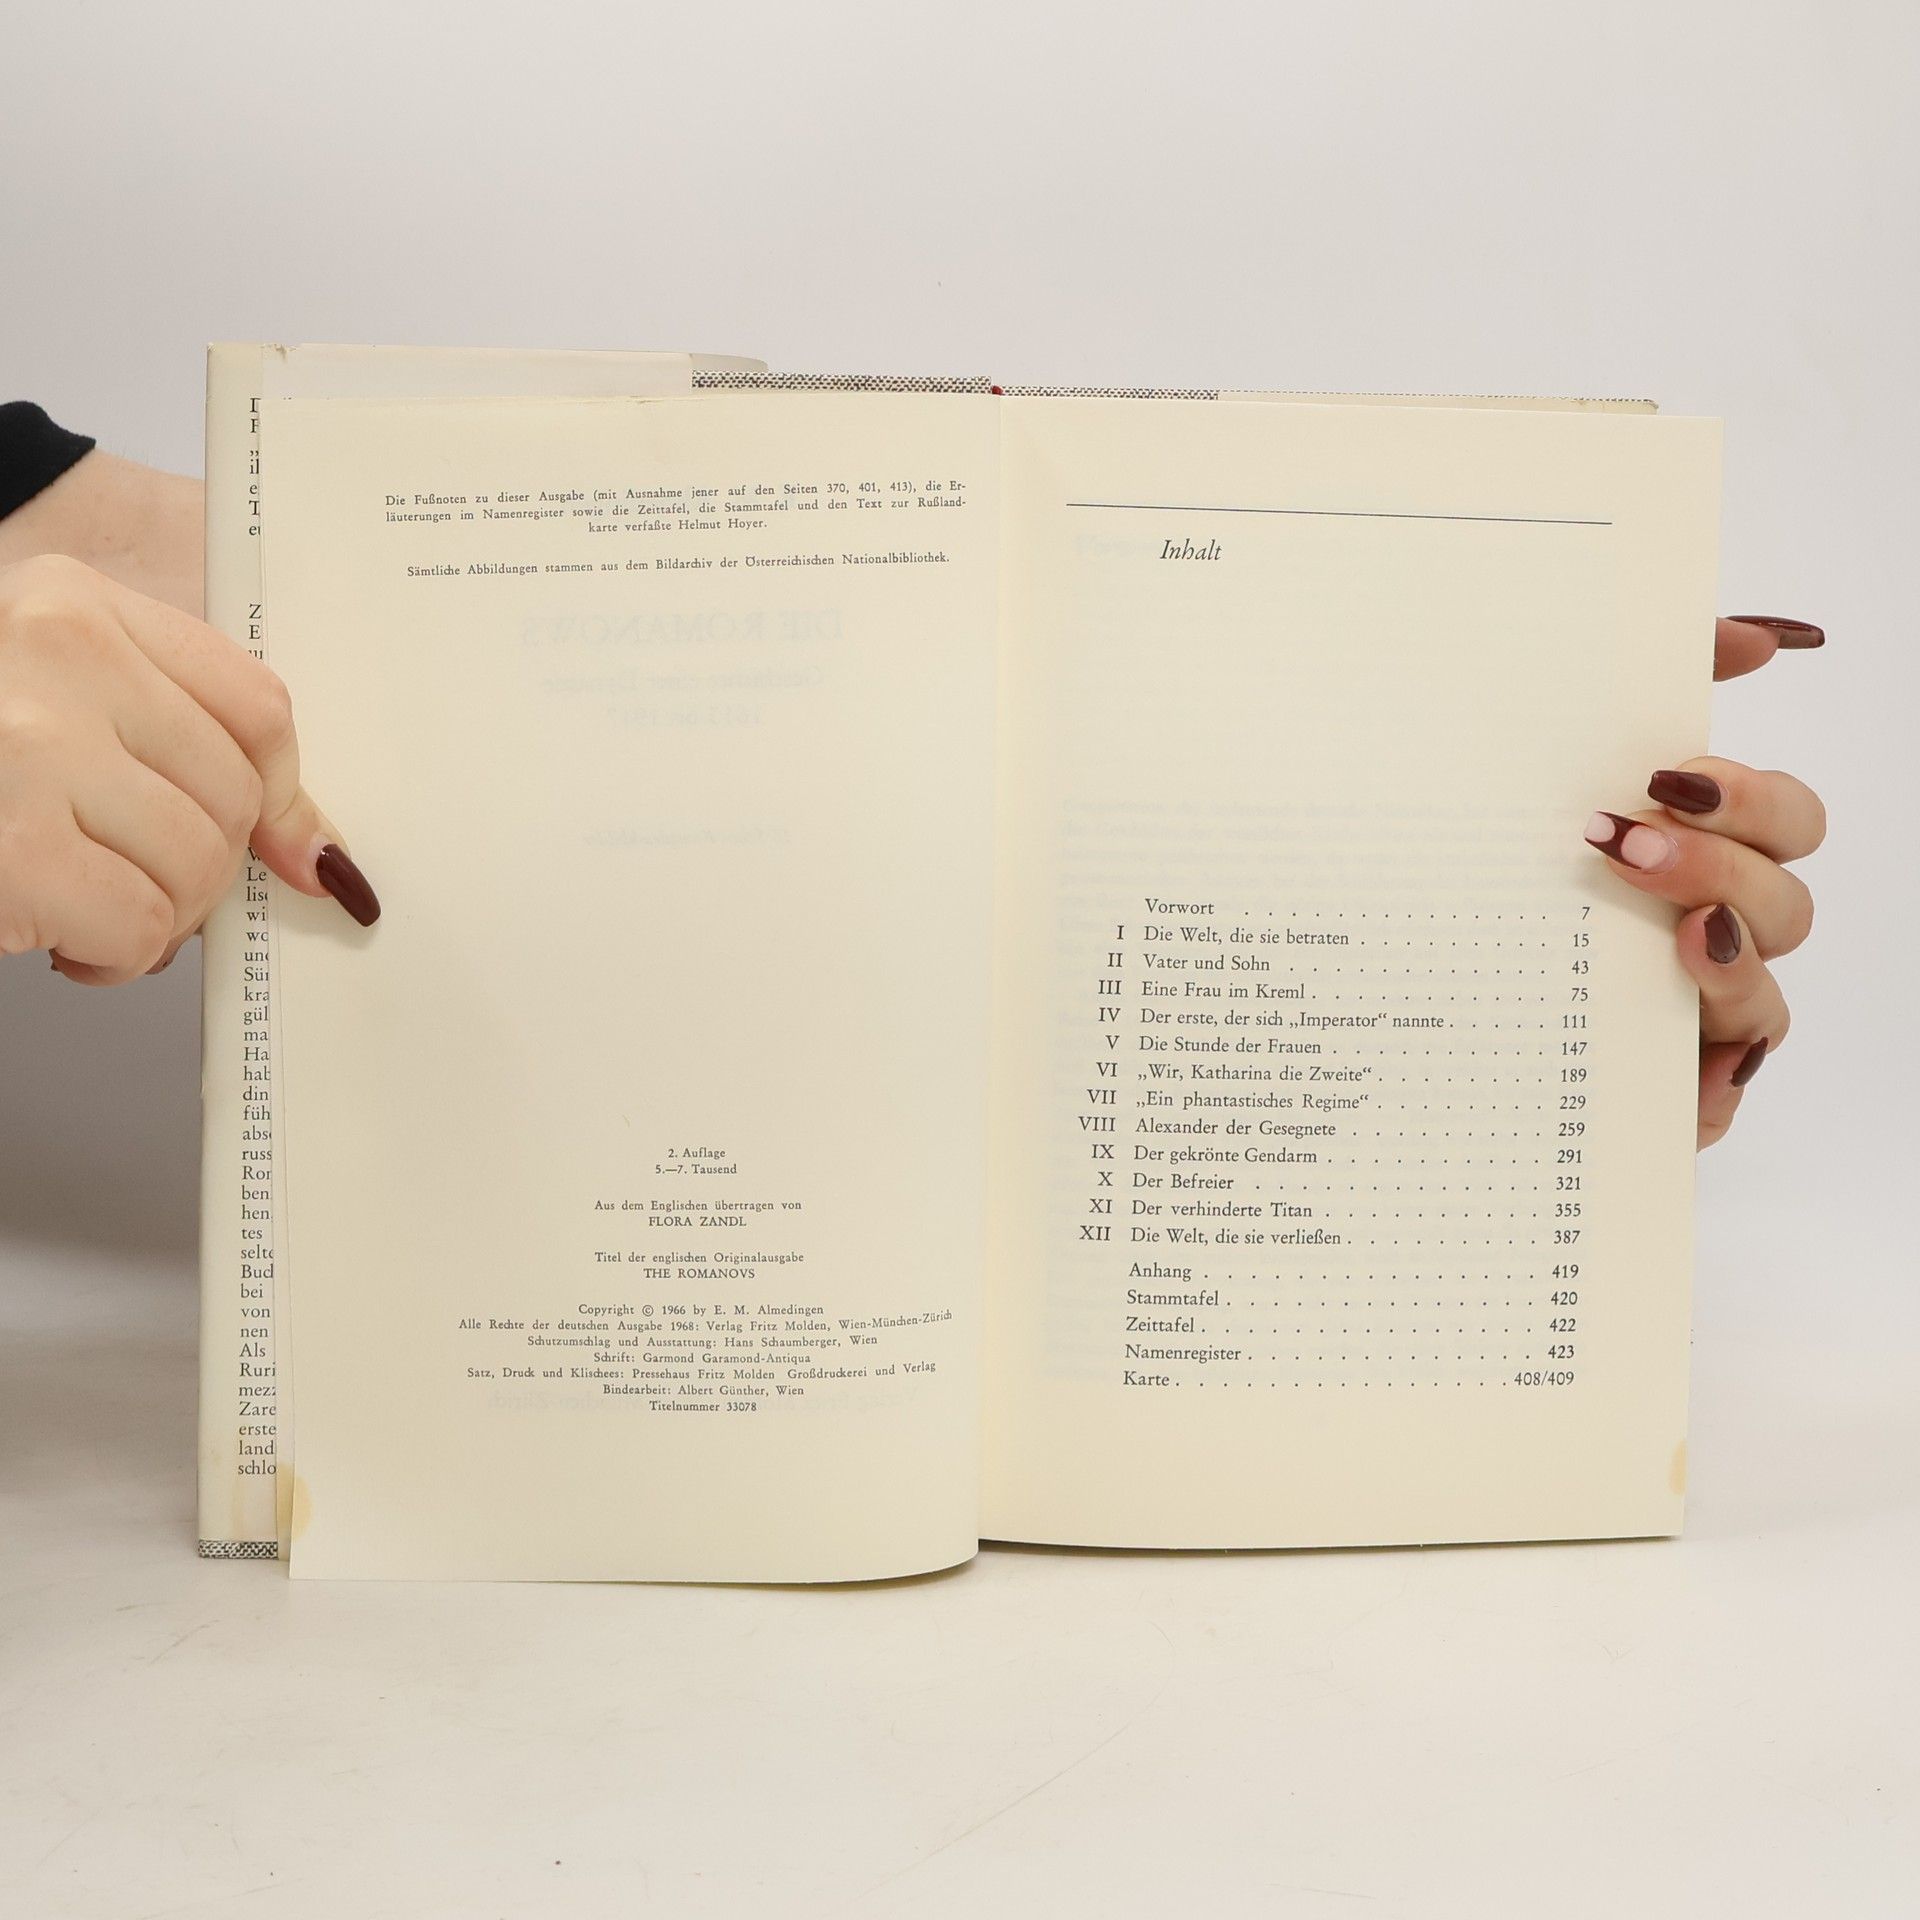 Die Fußnoten zu dieser Ausgabe (mit Ausnahme jener auf den Seiten 370, 401, 413), die Er-
läuterungen im Namenregister sowie die Zeittafel, die Stammtafel und den Text zur Rußland-
karte verfaßte Helmut Hoyer.
Sämtliche Abbildungen stammen aus dem Bildarchiv der Österreichischen Nationalbibliothek.
2. Auflage
5.—7. Tausend
Aus dem Englischen übertragen von
FLORA ZANDL
Titel der englischen Originalausgabe
THE ROMANOVS
Copyright © 1966 by E. M. Almedingen
Alle Rechte der deutschen Ausgabe 1968: Verlag Fritz Molden, Wien-München-Zürich
Schutzumschlag und Ausstattung: Hans Schaumberger, Wien
Schrift: Garmond Garamond-Antiqua
Satz, Druck und Klischees: Pressehaus Fritz Molden Großdruckerei und Verlag
Bindearbeit: Albert Günther, Wien
Titelnummer 33078
Inhalt
Vorwort . . . . . . . . . . . . . . 7
I Die Welt, die sie betraten . . . . . . . . . 15
II Vater und Sohn . . . . . . . . . . . . 43
III Eine Frau im Kreml . . . . . . . . . . . 75
IV Der erste, der sich „Imperator“ nannte . . . . . 111
V Die Stunde der Frauen . . . . . . . . . . 147
VI „Wir, Katharina die Zweite“ . . . . . . . . 189
VII „Ein phantastisches Regime“ . . . . . . . . 229
VIII Alexander der Gesegnete . . . . . . . . . 259
IX Der gekrönte Gendarm . . . . . . . . . . 291
X Der Befreier . . . . . . . . . . . . . 321
XI Der verhinderte Titan . . . . . . . . . . 355
XII Die Welt, die sie verließen . . . . . . . . . 387
Anhang . . . . . . . . . . . . . . . 419
Stammtafel . . . . . . . . . . . . . . 420
Zeittafel . . . . . . . . . . . . . . . 422
Namenregister . . . . . . . . . . . . . 423
Karte . . . . . . . . . . . . . . . 408/409